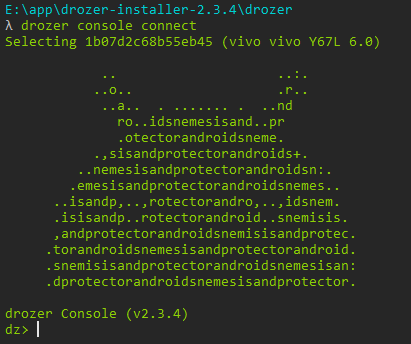 E:\app\drozer-installer-2.3.4\drozer
λ drozer console connect
Selecting 1b07d2c68b55eb45 (vivo vivo Y67L 6.0)
..                    ..:.
..o..                  .r..
..a..  . ....... .  ..nd
ro..idsnemesisand..pr
.otectorandroidsneme.
.,sisandprotectorandroids+.
..nemesisandprotectorandroidsn:.
.emesisandprotectorandroidsnemes..
..isandp,..,rotectorandro,..,idsnem.
.isisandp..rotectorandroid..snemisis.
,andprotectorandroidsnemisisandprotec.
.torandroidsnemesisandprotectorandroid.
.snemisisandprotectorandroidsnemesisan:
.dprotectorandroidsnemesisandprotector.
drozer Console (v2.3.4)
dz>